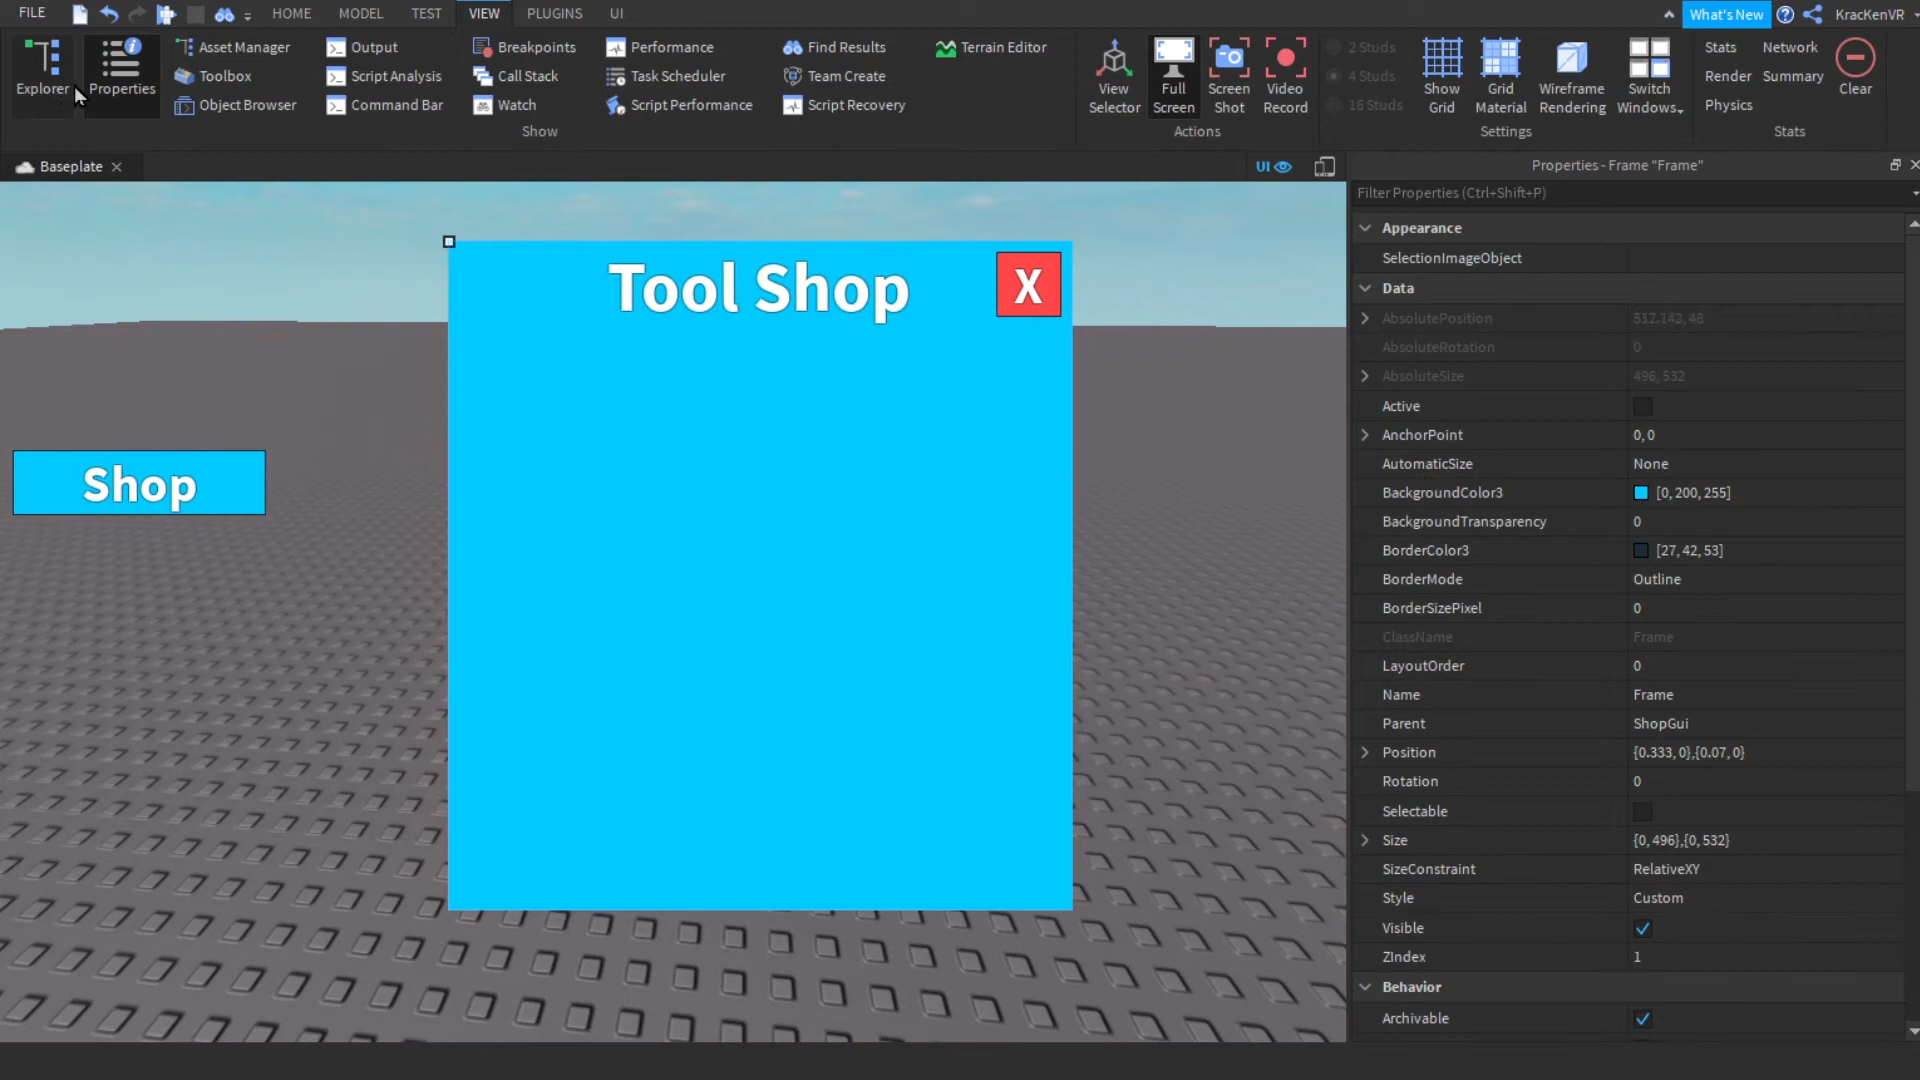 FILE HOME MODEL TEST VIEW PLUGINS UI What's New KracKenVR
Explorer Properties
Asset Manager Output Breakpoints Performance Find Results Terrain Editor
Toolbox Script Analysis Call Stack Task Scheduler Team Create
Object Browser Command Bar Watch Script Performance Script Recovery
Show
View Selector Full Screen Screen Shot Video Record
Actions
2 Studs
4 Studs
16 Studs
Show Grid Grid Material Wireframe Rendering Switch Windows
Settings
Stats Network
Render Summary
Physics
Clear
Stats
Baseplate UI Properties - Frame "Frame"
Filter Properties (Ctrl+Shift+P)
Tool Shop X
Shop
Appearance
SelectionImageObject
Data
AbsolutePosition
AbsoluteRotation 0
AbsoluteSize 496, 532
Active
AnchorPoint 0, 0
AutomaticSize None
BackgroundColor3 [0, 200, 255]
BackgroundTransparency 0
BorderColor3 [27, 42, 53]
BorderMode Outline
BorderSizePixel 0
ClassName Frame
LayoutOrder 0
Name Frame
Parent ShopGui
Position {0.333, 0},{0.07, 0}
Rotation 0
Selectable
Size {0, 496},{0, 532}
SizeConstraint RelativeXY
Style Custom
Visible
ZIndex 1
Behavior
Archivable